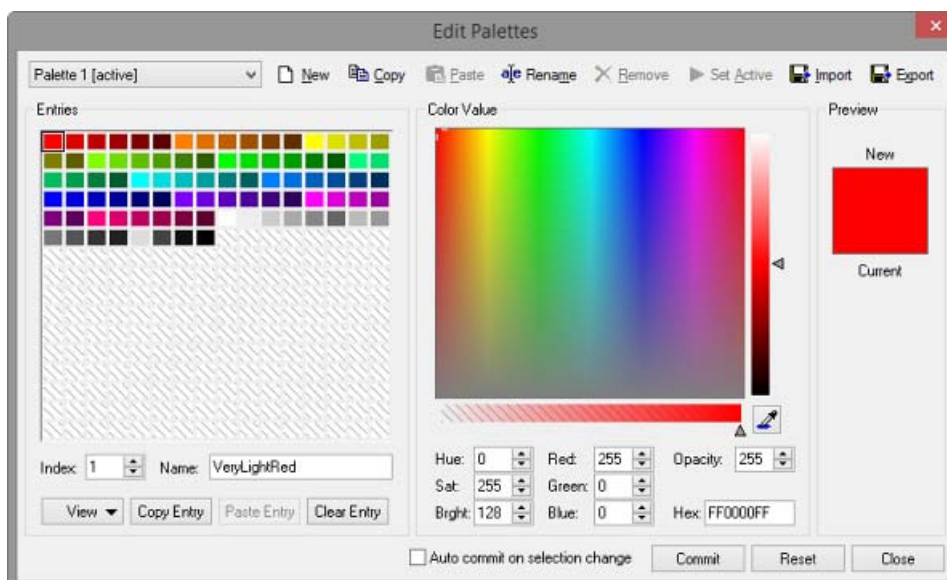 Edit Palettes
Palette 1 [active] New Copy Paste Rename Remove Set Active Import Export
Entries
Color Value
Preview
New
Current
Index: 1 Name: VeryLightRed
View Copy Entry Paste Entry Clear Entry
Hue: 0 Red: 255 Opacity: 255
Sat: 255 Green: 0
Brght: 128 Blue: 0 Hex: FF0000FF
Auto commit on selection change Commit Reset Close